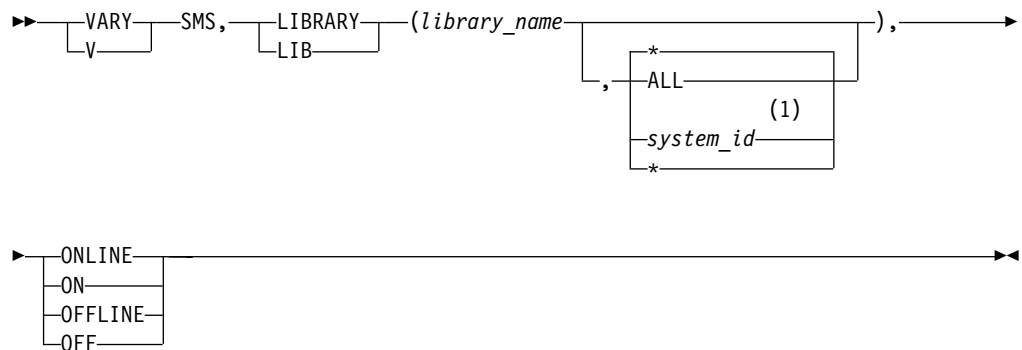 VARY SMS, LIBRARY (library_name ),
V LIB , *
ALL
(1)
system_id
*
ONLINE
ON
OFFLINE
OFF